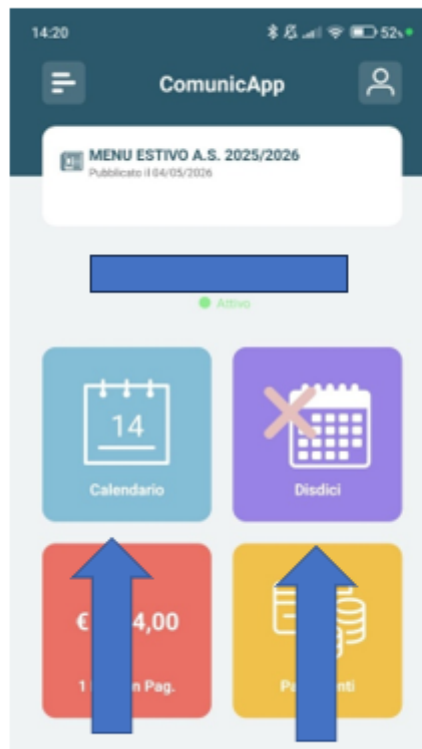 14:20 52%
ComunicApp
MENU ESTIVO A.S. 2025/2026
Pubblicato il 04/05/2026
Attivo
14
Calendario
Disdici
€ 4,00
1 n Pag.